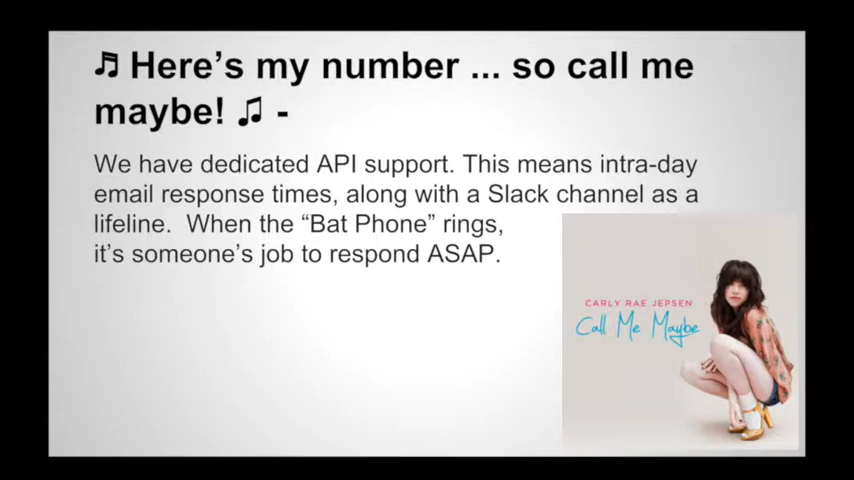 ♫ Here’s my number ... so call me
maybe! ♫ -
We have dedicated API support. This means intra-day
email response times, along with a Slack channel as a
lifeline.  When the “Bat Phone” rings,
it’s someone’s job to respond ASAP.
CARLY RAE JEPSEN
Call Me Maybe